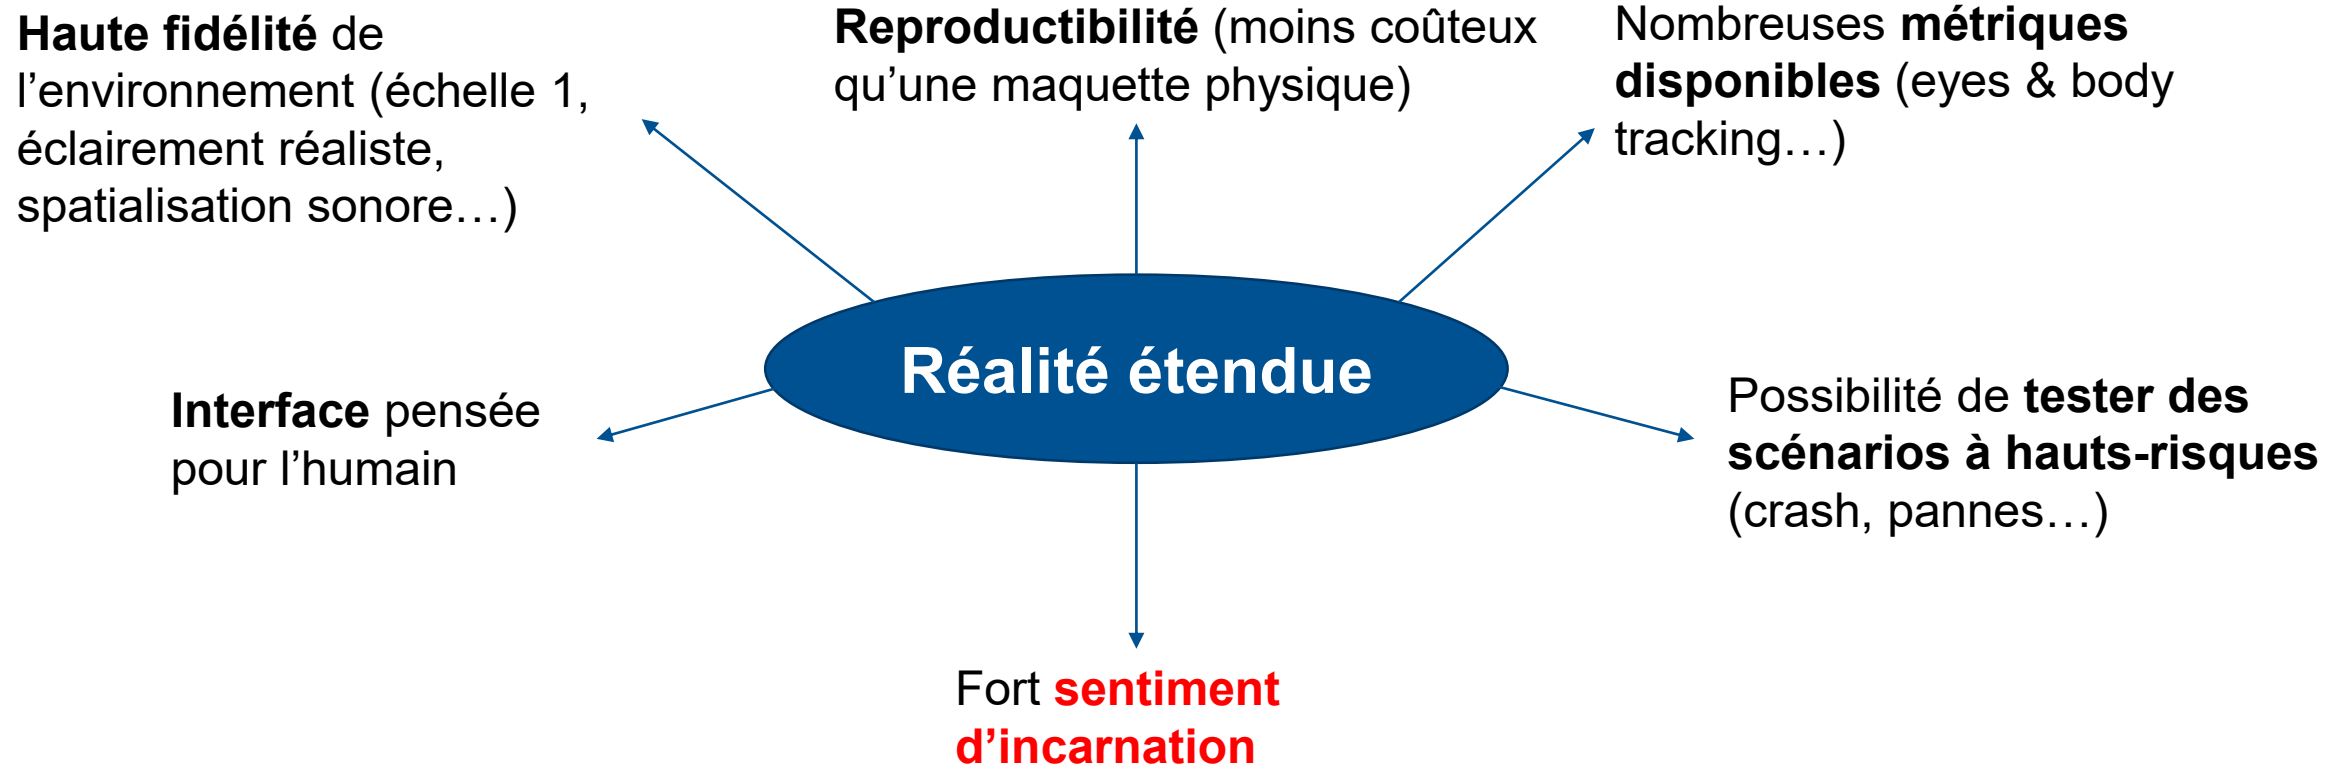 Haute fidélité de
l’environnement (échelle 1,
éclairement réaliste,
spatialisation sonore…)
Reproductibilité (moins coûteux
qu’une maquette physique)
Nombreuses métriques
disponibles (eyes & body
tracking…)
Réalité étendue
Interface pensée
pour l’humain
Possibilité de tester des
scénarios à hauts-risques
(crash, pannes…)
Fort sentiment
d’incarnation